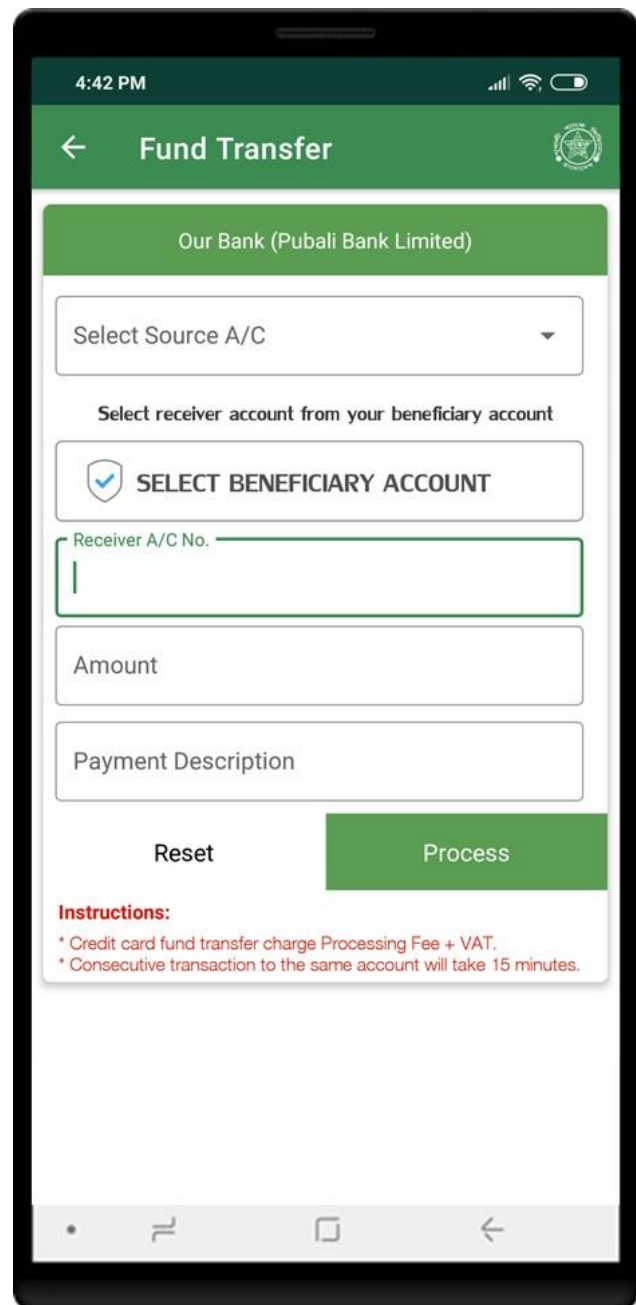 4:42 PM
Fund Transfer
Our Bank (Pubali Bank Limited)
Select Source A/C
Select receiver account from your beneficiary account
SELECT BENEFICIARY ACCOUNT
Receiver A/C No.
Amount
Payment Description
Reset
Process
Instructions:
* Credit card fund transfer charge Processing Fee + VAT.
* Consecutive transaction to the same account will take 15 minutes.